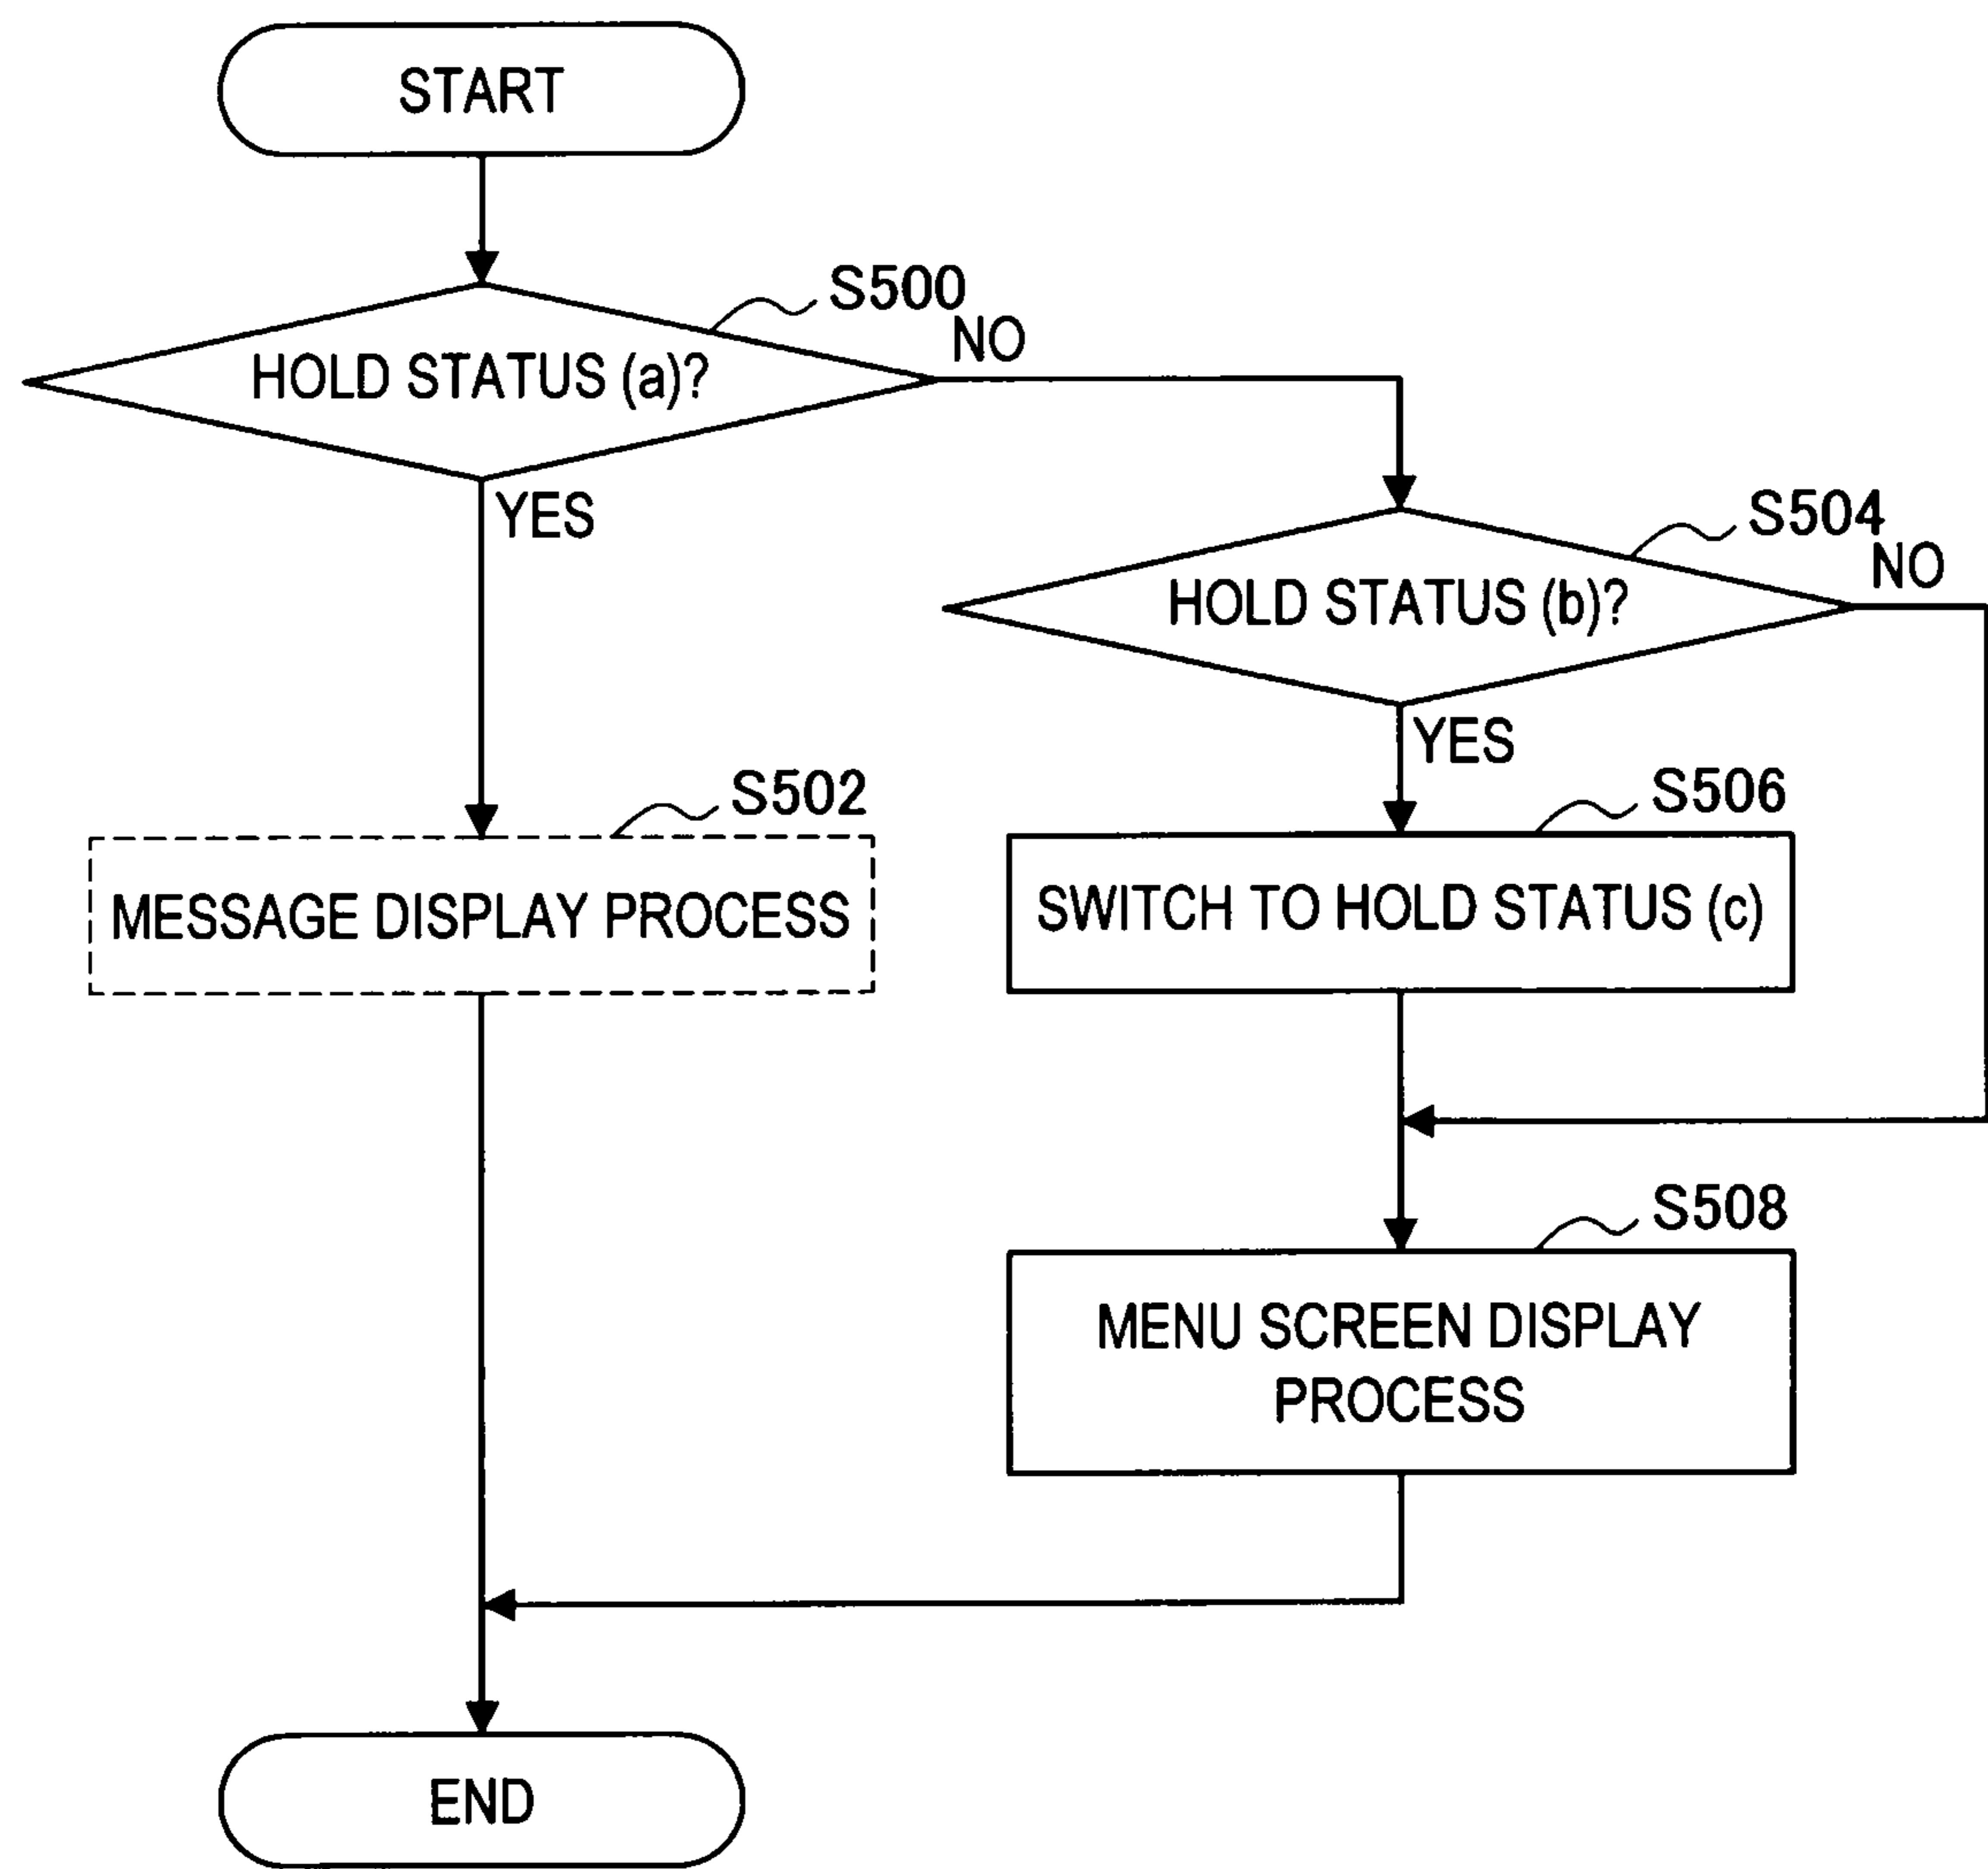 START
S500
HOLD STATUS (a)?
NO
YES
S504
HOLD STATUS (b)?
NO
YES
S502
MESSAGE DISPLAY PROCESS
S506
SWITCH TO HOLD STATUS (c)
S508
MENU SCREEN DISPLAY
PROCESS
END